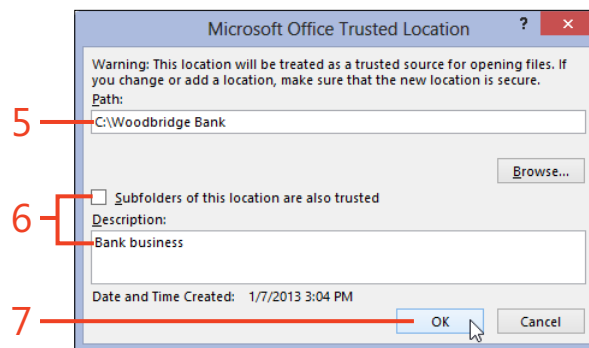 Microsoft Office Trusted Location ? ×
Warning: This location will be treated as a trusted source for opening files. If
you change or add a location, make sure that the new location is secure.
Path:
5 C:\Woodbridge Bank
Browse...
6 Subfolders of this location are also trusted
Description:
Bank business
Date and Time Created: 1/7/2013 3:04 PM
7 OK Cancel